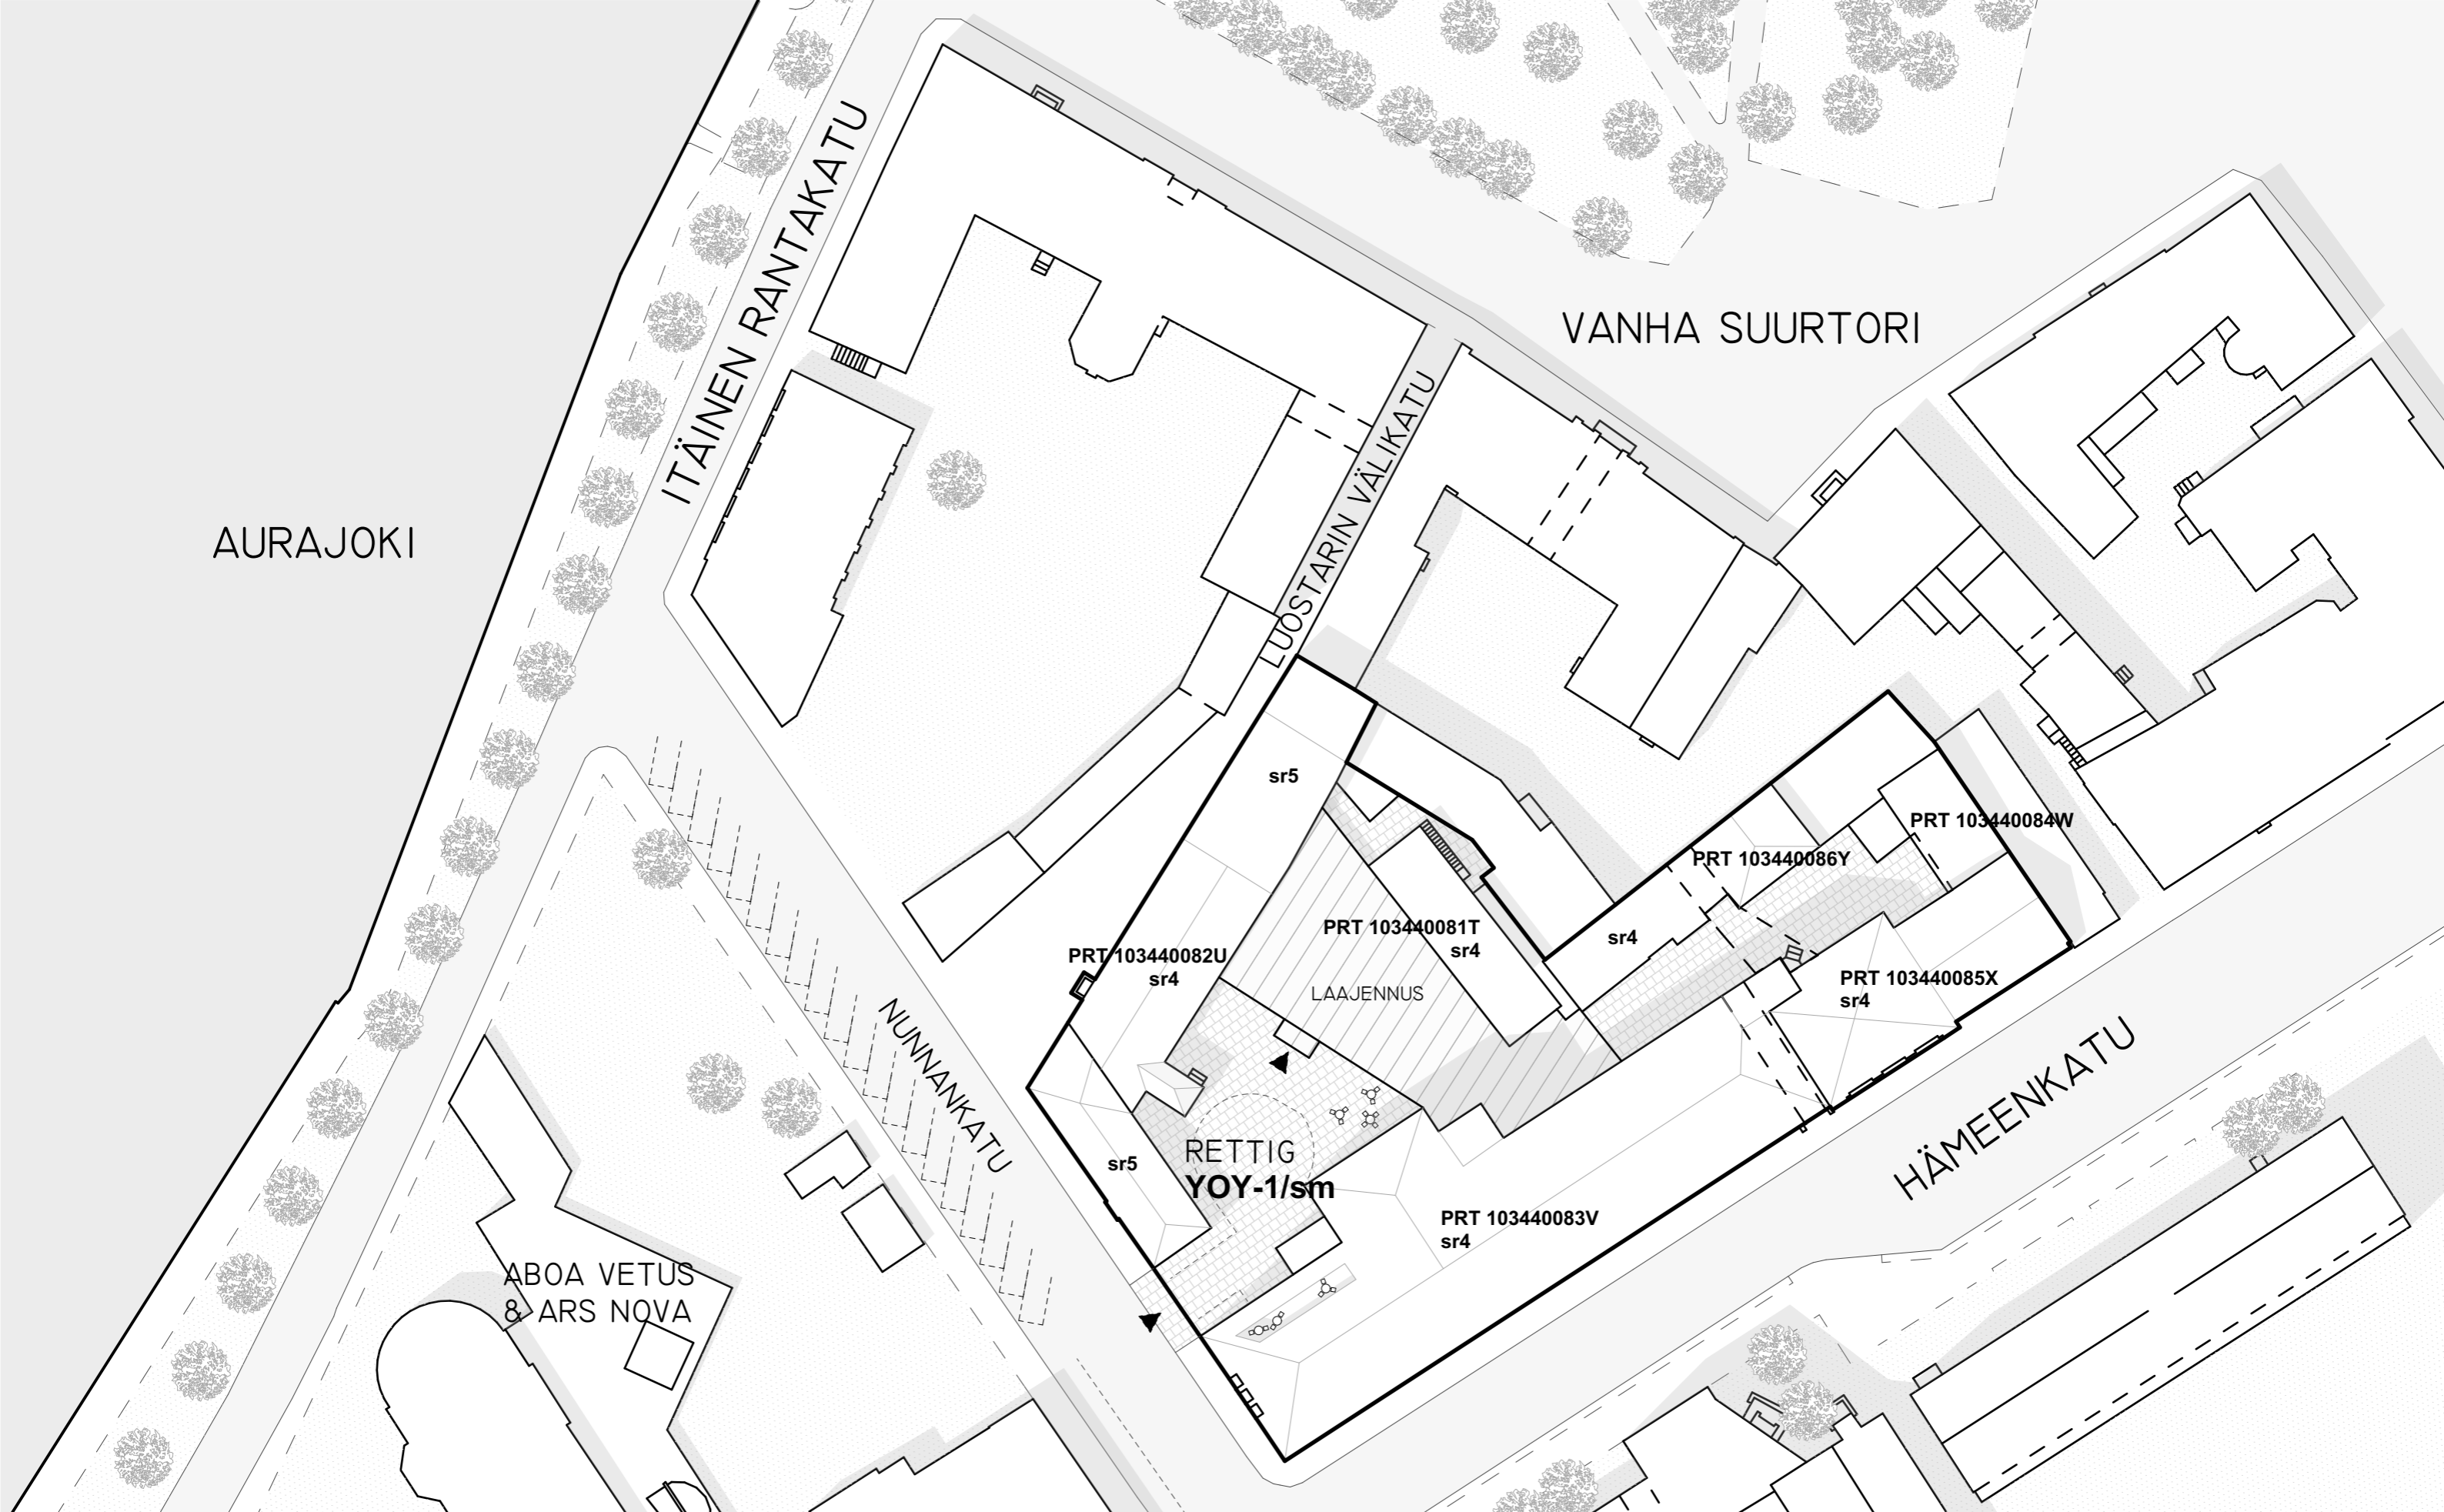 ITÄINEN RANTAKATU
VANHA SUURTORI
LUOSTARIN VÄLIKATU
AURAJOKI
sr5
PRT 103440084W
PRT 103440086Y
PRT 103440081T
sr4
sr4
PRT 103440082U
sr4
PRT 103440085X
sr4
LAAJENNUS
NUNNANKATU
HÄMEENKATU
sr5
RETTIG
YOY-1/sm
PRT 103440083V
sr4
ABOA VETUS
& ARS NOVA